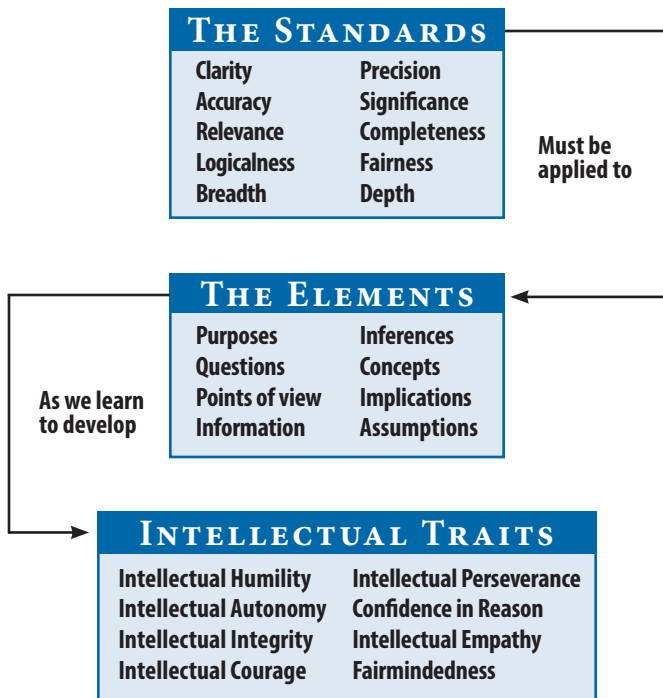 THE STANDARDS
Clarity Precision
Accuracy Significance
Relevance Completeness
Logicalness Fairness
Breadth Depth
Must be
applied to
THE ELEMENTS
Purposes Inferences
Questions Concepts
Points of view Implications
Information Assumptions
As we learn
to develop
INTELLECTUAL TRAITS
Intellectual Humility Intellectual Perseverance
Intellectual Autonomy Confidence in Reason
Intellectual Integrity Intellectual Empathy
Intellectual Courage Fairmindedness